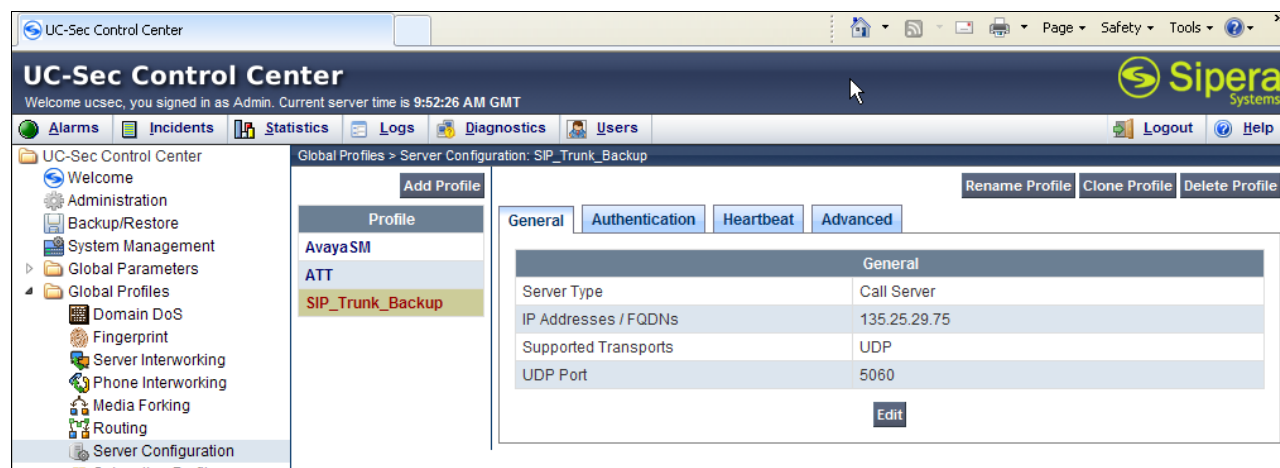 UC-Sec Control Center
Page Safety Tools
UC-Sec Control Center
Welcome ucsec, you signed in as Admin. Current server time is 9:52:26 AM GMT
Sipera
Systems
Alarms Incidents Statistics Logs Diagnostics Users Logout Help
UC-Sec Control Center
Welcome
Administration
Backup/Restore
System Management
Global Parameters
Global Profiles
Domain DoS
Fingerprint
Server Interworking
Phone Interworking
Media Forking
Routing
Server Configuration
Global Profiles > Server Configuration: SIP_Trunk_Backup
Add Profile
Rename Profile Clone Profile Delete Profile
Profile
AvayaSM
ATT
SIP_Trunk_Backup
General Authentication Heartbeat Advanced
General
Server Type Call Server
IP Addresses / FQDNs 135.25.29.75
Supported Transports UDP
UDP Port 5060
Edit